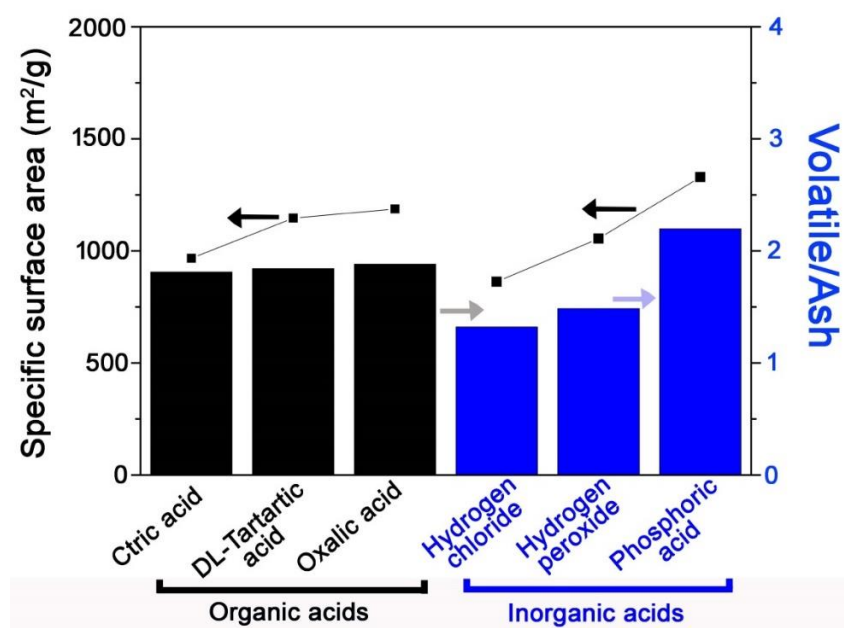 Specific surface area (m²/g)
2000
1500
1000
500
0
4
3
2
1
0
Volatile/Ash
Ctric acid
DL-Tartartic
acid
Oxalic acid
Hydrogen
chloride
Hydrogen
peroxide
Phosphoric
acid
Organic acids
Inorganic acids